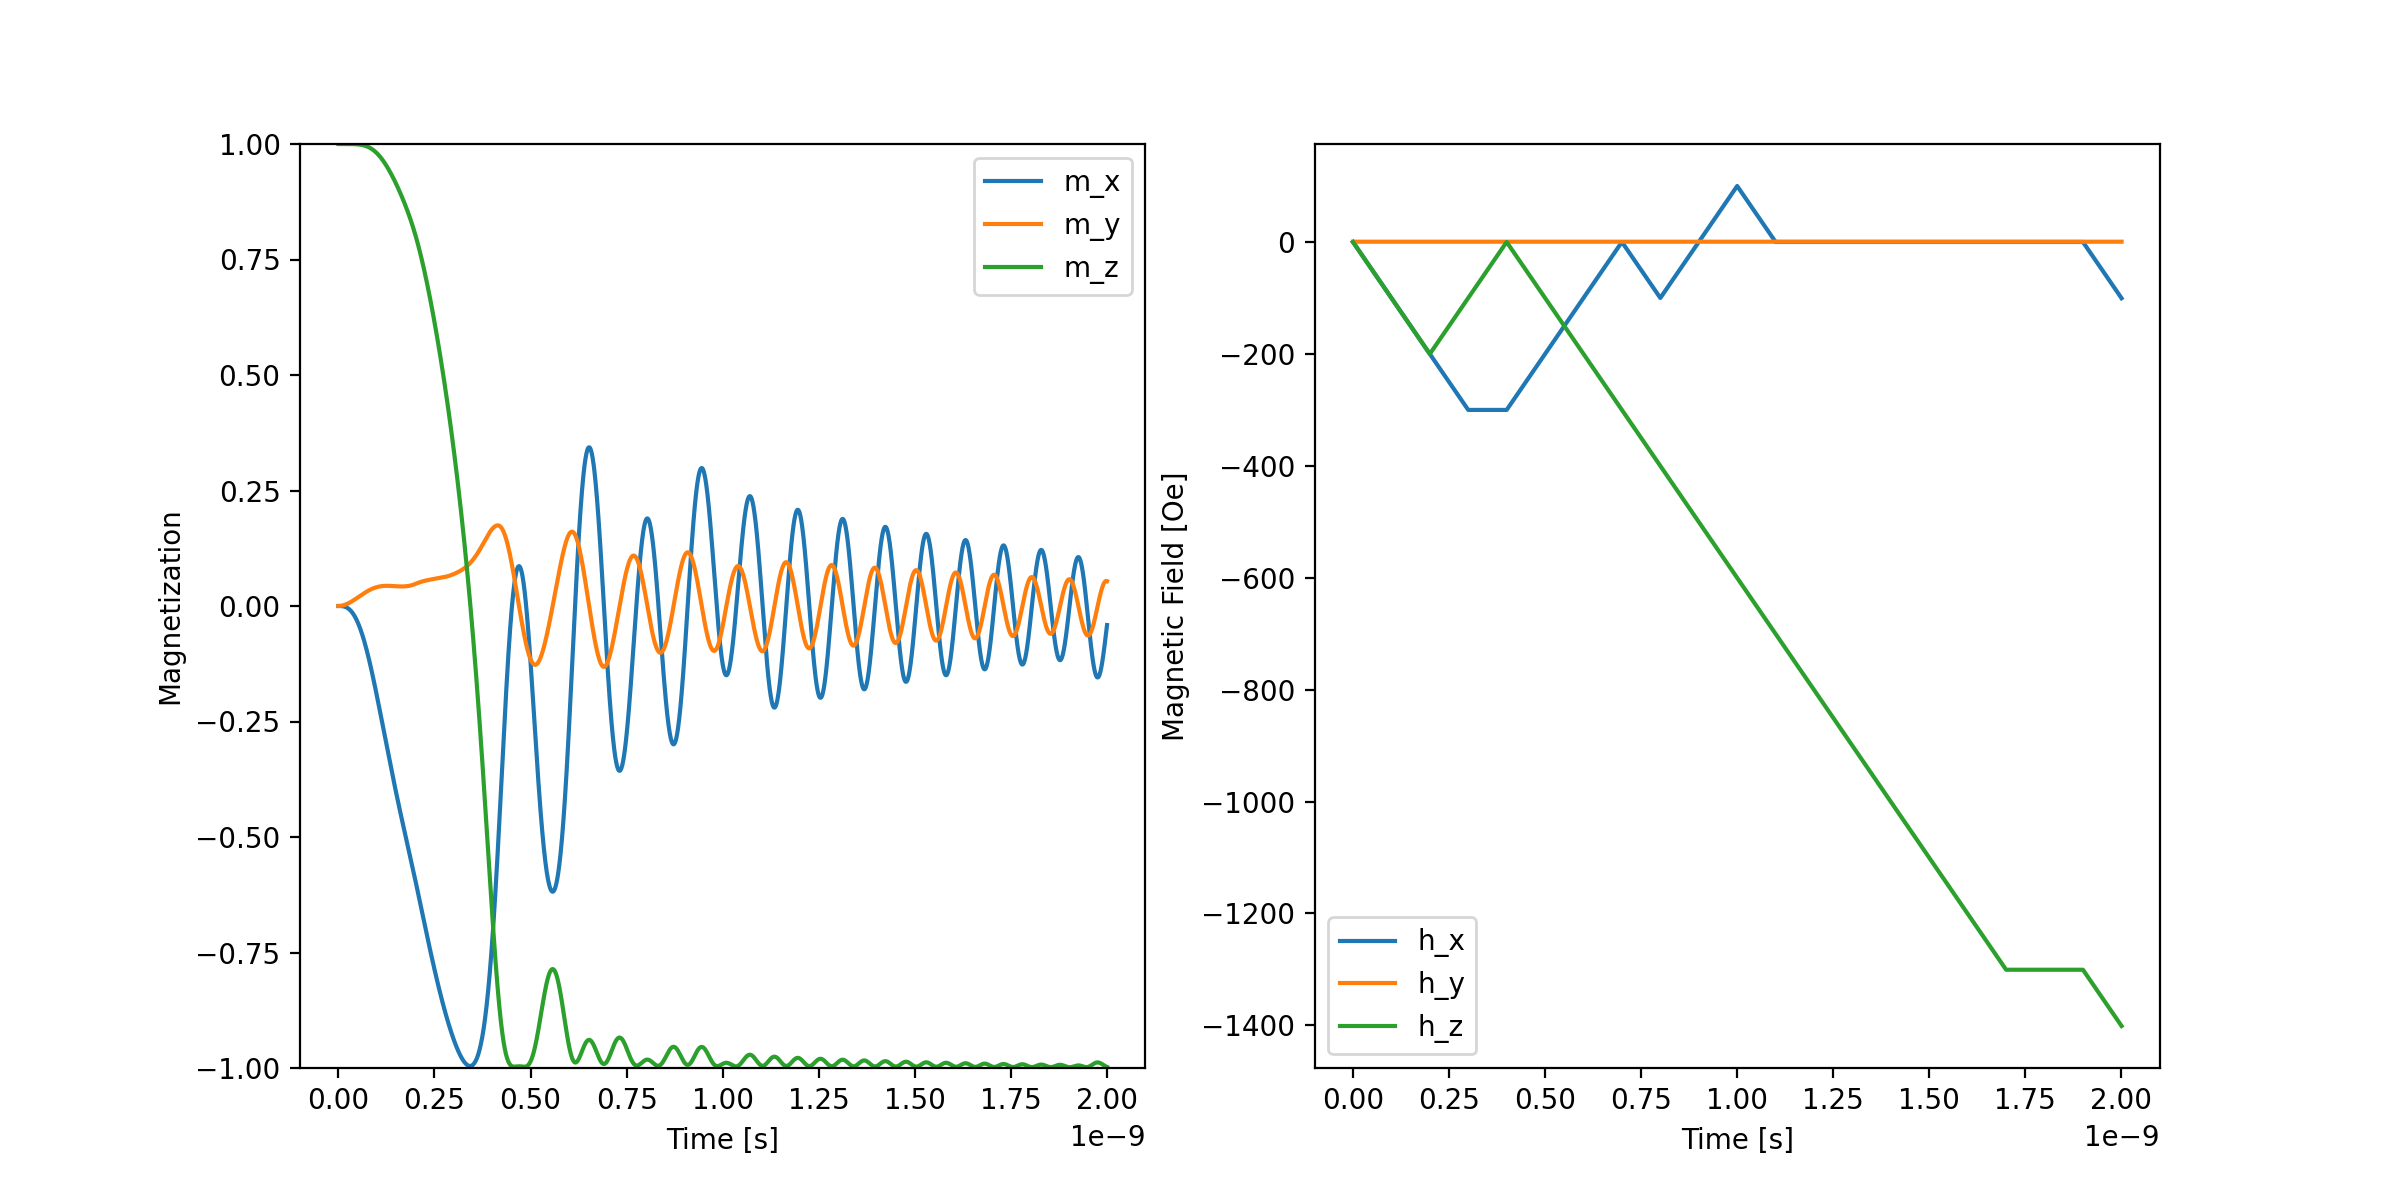 Magnetization
1.00
0.75
0.50
0.25
0.00
−0.25
−0.50
−0.75
−1.00
m_x
m_y
m_z
0.00 0.25 0.50 0.75 1.00 1.25 1.50 1.75 2.00
Time [s]
1e−9
Magnetic Field [Oe]
0
−200
−400
−600
−800
−1000
−1200
−1400
h_x
h_y
h_z
0.00 0.25 0.50 0.75 1.00 1.25 1.50 1.75 2.00
Time [s]
1e−9